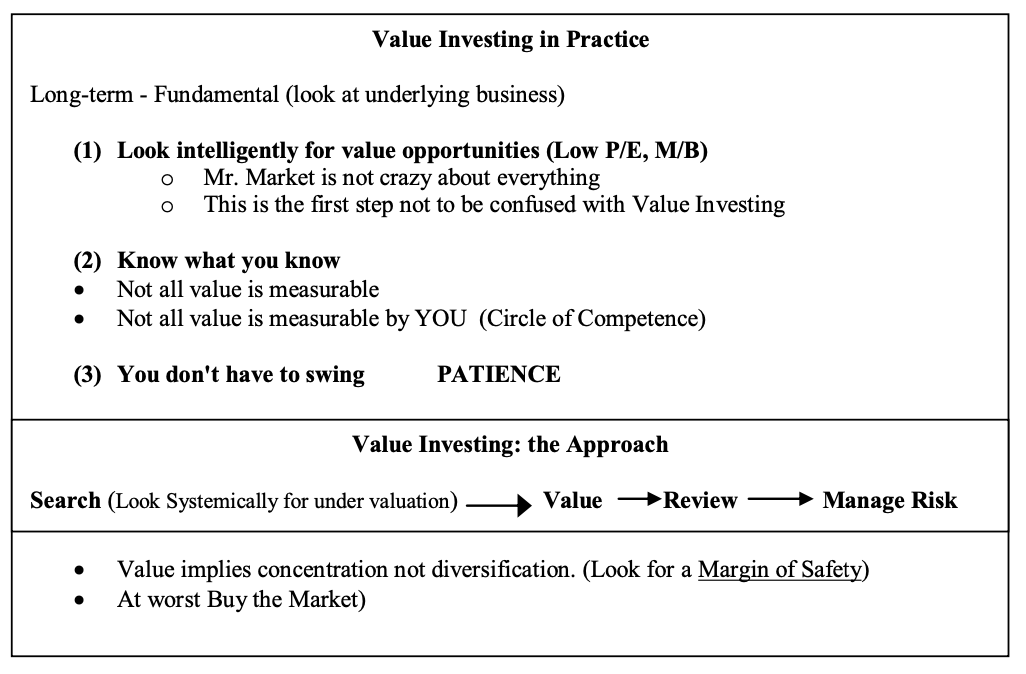 Value Investing in Practice
Long-term - Fundamental (look at underlying business)
(1) Look intelligently for value opportunities (Low P/E, M/B)
o Mr. Market is not crazy about everything
o This is the first step not to be confused with Value Investing
(2) Know what you know
• Not all value is measurable
• Not all value is measurable by YOU (Circle of Competence)
(3) You don't have to swing PATIENCE
Value Investing: the Approach
Search (Look Systemically for under valuation) → Value → Review → Manage Risk
• Value implies concentration not diversification. (Look for a Margin of Safety)
• At worst Buy the Market)